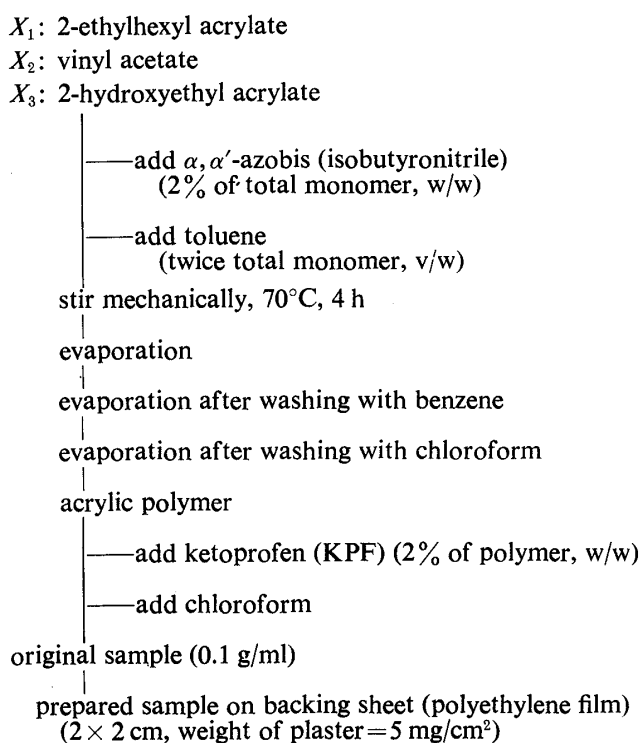 X₁: 2-ethylhexyl acrylate
X₂: vinyl acetate
X₃: 2-hydroxyethyl acrylate
add α,α′-azobis (isobutyronitrile)
(2% of total monomer, w/w)
add toluene
(twice total monomer, v/w)
stir mechanically, 70°C, 4 h
evaporation
evaporation after washing with benzene
evaporation after washing with chloroform
acrylic polymer
add ketoprofen (KPF) (2% of polymer, w/w)
add chloroform
original sample (0.1 g/ml)
prepared sample on backing sheet (polyethylene film)
(2 × 2 cm, weight of plaster=5 mg/cm²)